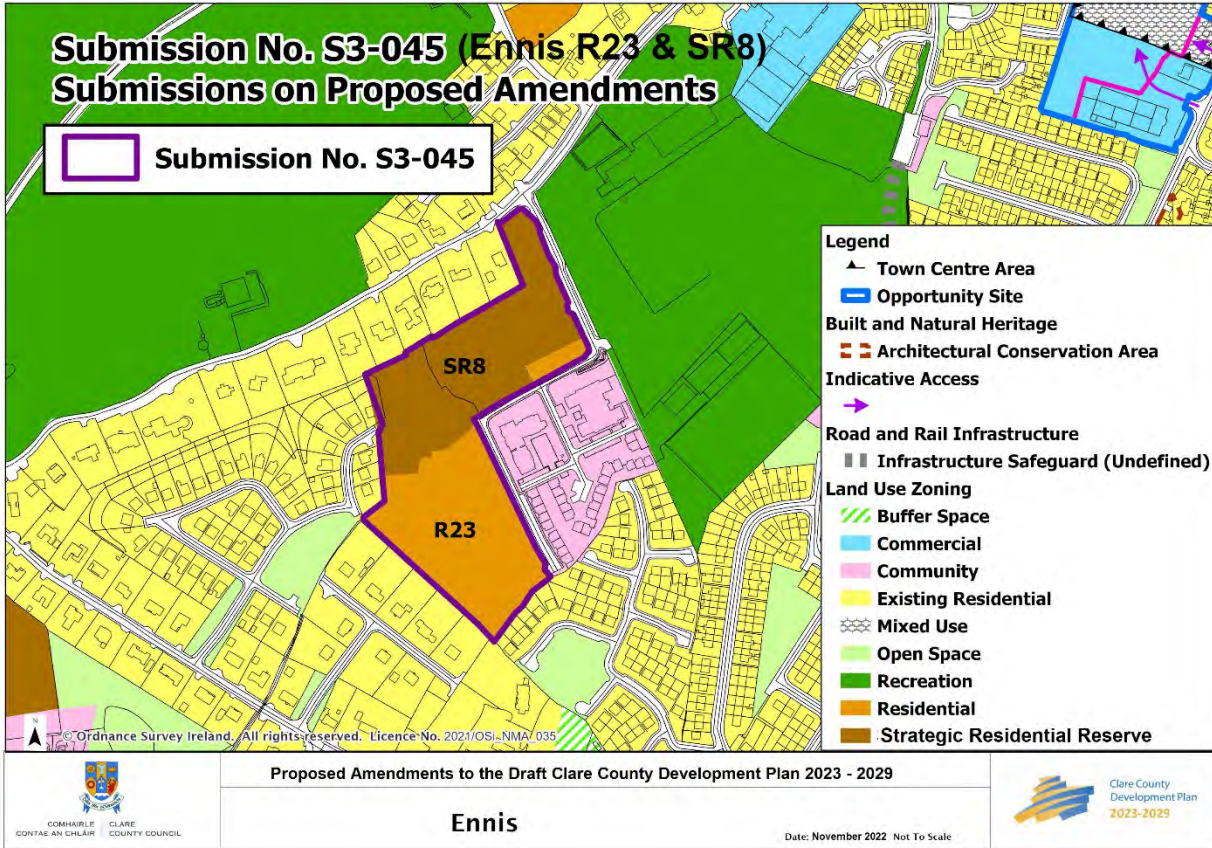 Submission No. S3-045 (Ennis R23 & SR8)
Submissions on Proposed Amendments
Submission No. S3-045
SR8
R23
Legend
Town Centre Area
Opportunity Site
Built and Natural Heritage
Architectural Conservation Area
Indicative Access
Road and Rail Infrastructure
Infrastructure Safeguard (Undefined)
Land Use Zoning
Buffer Space
Commercial
Community
Existing Residential
Mixed Use
Open Space
Recreation
Residential
Strategic Residential Reserve
N
© Ordnance Survey Ireland. All rights reserved. Licence No. 2021/OSI_NMA_035
COMHAIRLE CLARE
CONTAE AN CHLÁIR COUNTY COUNCIL
Proposed Amendments to the Draft Clare County Development Plan 2023 - 2029
Ennis
Date: November 2022 Not To Scale
Clare County
Development Plan
2023-2029